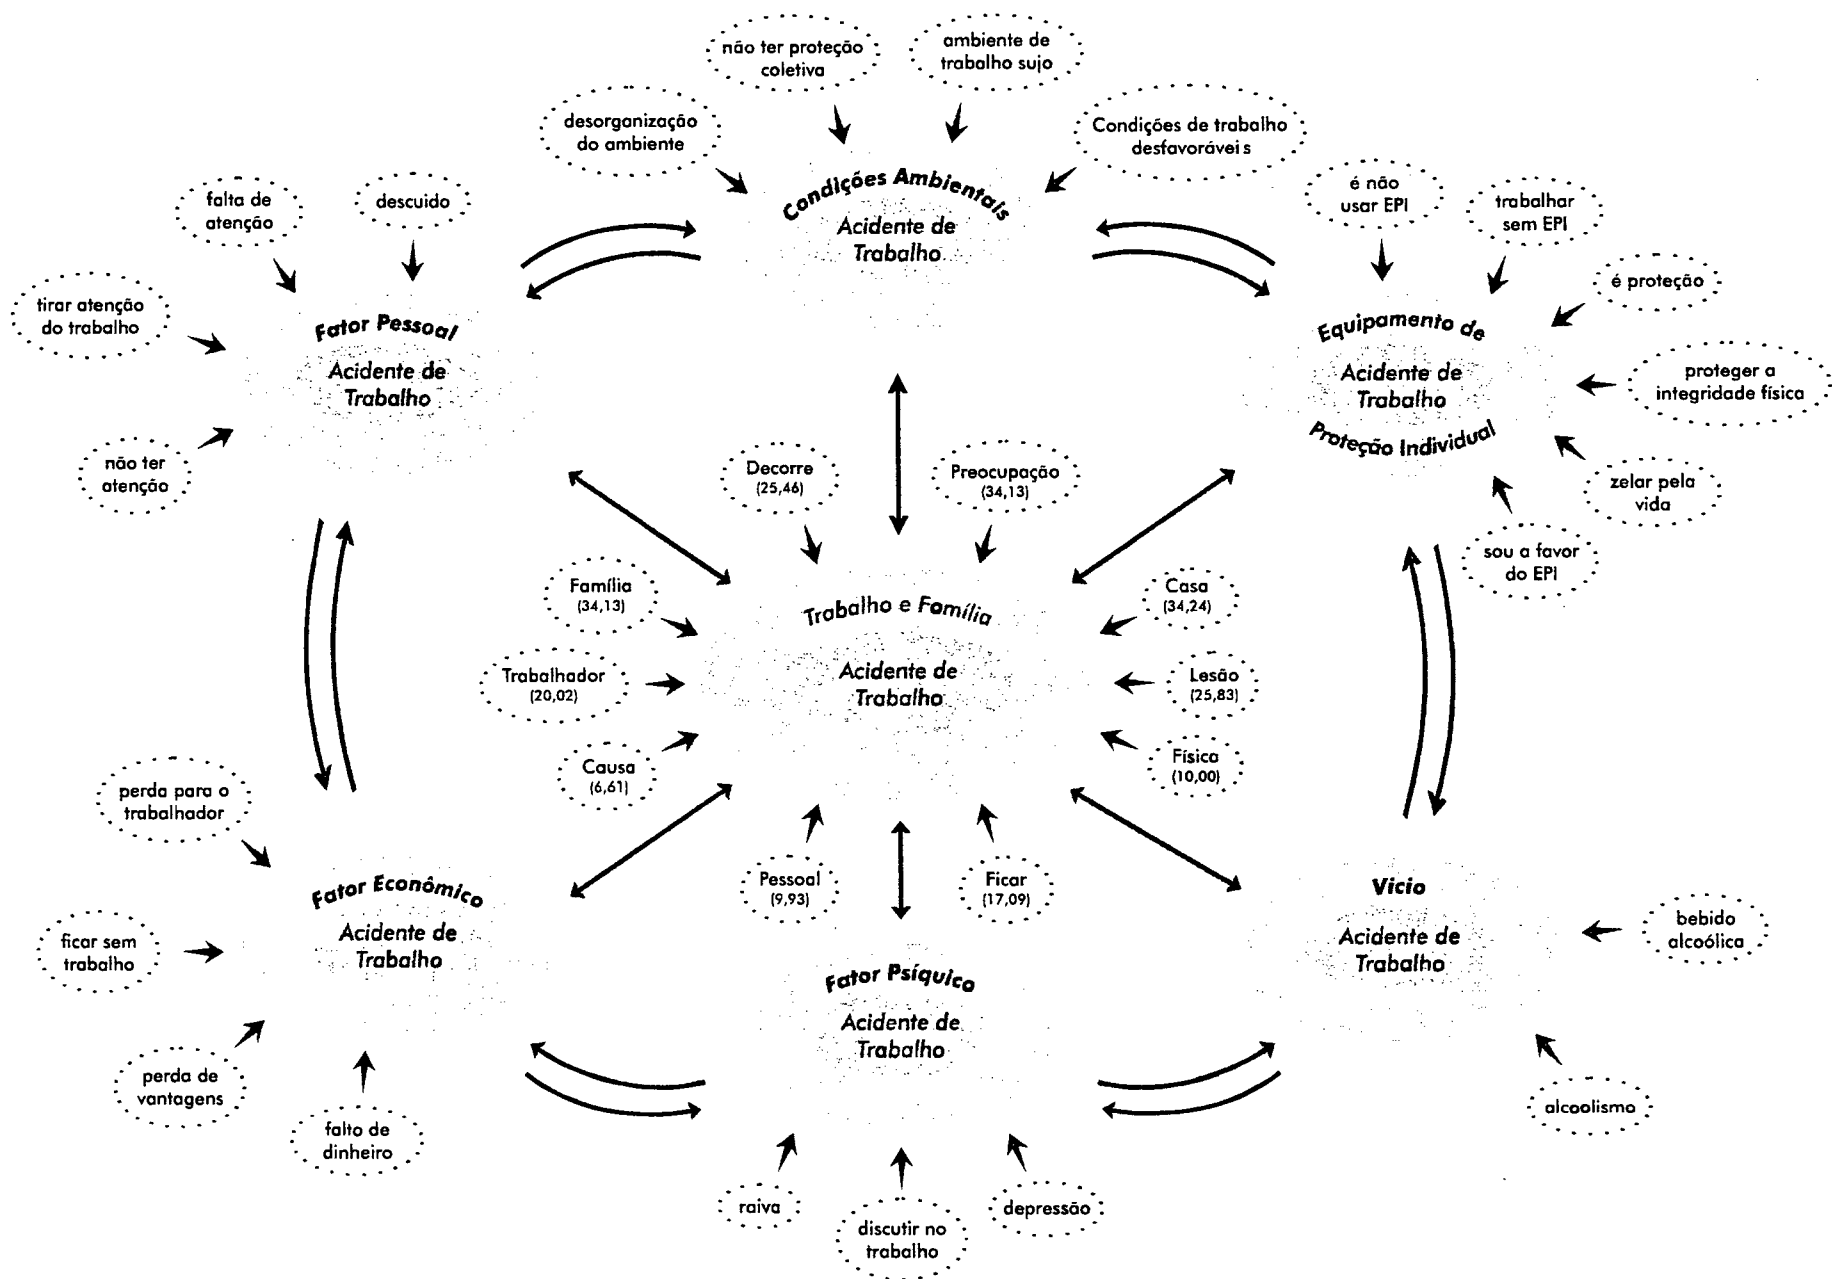 não ter proteção
coletiva
ambiente de
trabalho sujo
desorganização
do ambiente
Condições de trabalho
desfavoráveis
Condições Ambientais
Acidente de
Trabalho
falta de
atenção
descuido
tirar atenção
do trabalho
não ter
atenção
Fator Pessoal
Acidente de
Trabalho
é não
usar EPI
trabalhar
sem EPI
é proteção
proteger a
integridade física
zelar pela
vida
sou a favor
do EPI
Equipamento de
Acidente de
Trabalho
Proteção Individual
Decorre
(25,46)
Preocupação
(34,13)
Família
(34,13)
Casa
(34,24)
Trabalhador
(20,02)
Lesão
(25,83)
Causa
(6,61)
Física
(10,00)
Pessoal
(9,93)
Ficar
(17,09)
Trabalho e Família
Acidente de
Trabalho
perda para o
trabalhador
ficar sem
trabalho
perda de
vantagens
falto de
dinheiro
Fator Econômico
Acidente de
Trabalho
Fator Psíquico
Acidente de
Trabalho
raiva
discutir no
trabalho
depressão
Vicio
Acidente de
Trabalho
bebido
alcoólica
alcoolismo